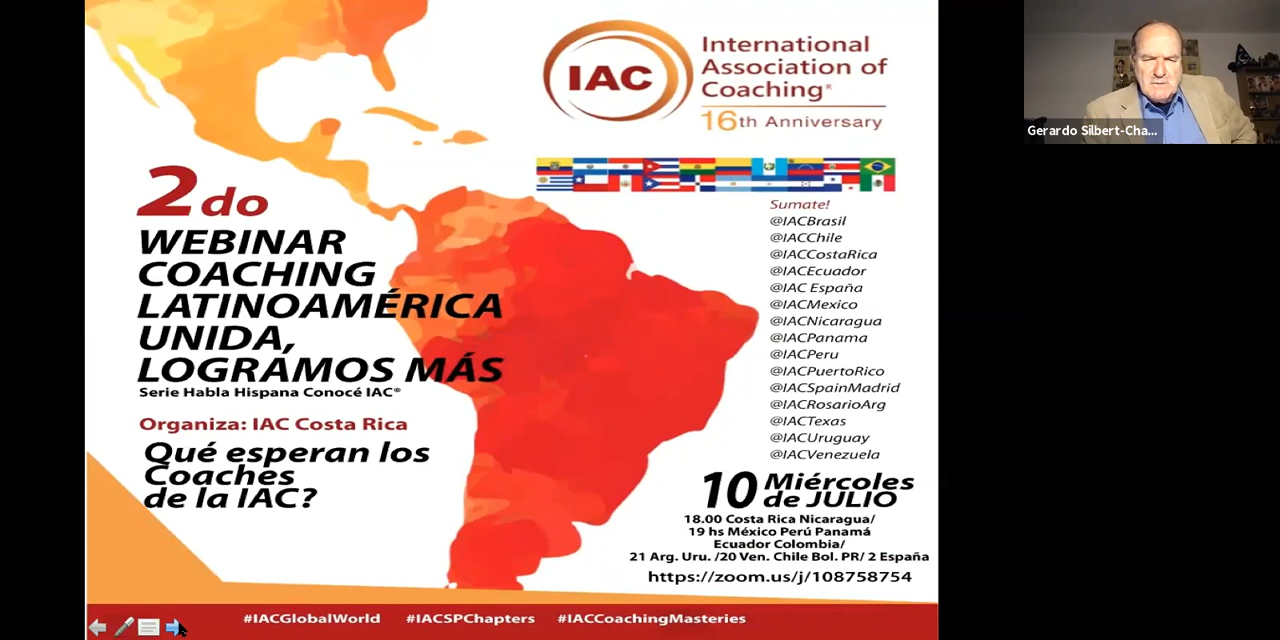 IAC
International
Association of
Coaching®
16th Anniversary
2do
WEBINAR
COACHING
LATINOAMÉRICA
UNIDA,
LOGRAMOS MÁS
Serie Habla Hispana Conocé IAC®
Organiza: IAC Costa Rica
Qué esperan los
Coaches
de la IAC?
Sumate!
@IACBrasil
@IACChile
@IACCostaRica
@IACEcuador
@IAC España
@IACMexico
@IACNicaragua
@IACPanama
@IACPeru
@IACPuertoRico
@IACSpainMadrid
@IACRosarioArg
@IACTexas
@IACUruguay
@IACVenezuela
10 Miércoles
de JULIO
18.00 Costa Rica Nicaragua/
19 hs México Perú Panamá
Ecuador Colombia/
21 Arg. Uru. /20 Ven. Chile Bol. PR/ 2 España
https://zoom.us/j/108758754
#IACGlobalWorld #IACSPChapters #IACCoachingMasteries
Gerardo Silbert-Cha...